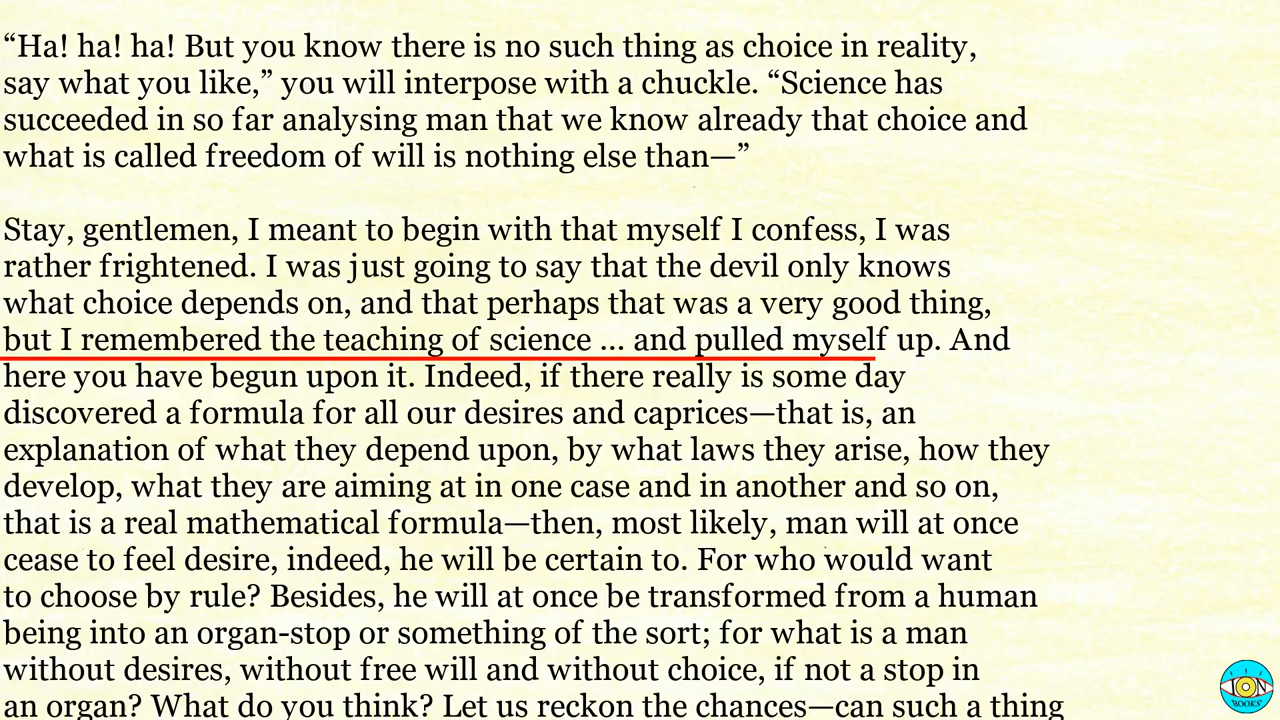 “Ha! ha! ha! But you know there is no such thing as choice in reality,
say what you like,” you will interpose with a chuckle. “Science has
succeeded in so far analysing man that we know already that choice and
what is called freedom of will is nothing else than—”
Stay, gentlemen, I meant to begin with that myself I confess, I was
rather frightened. I was just going to say that the devil only knows
what choice depends on, and that perhaps that was a very good thing,
but I remembered the teaching of science ... and pulled myself up. And
here you have begun upon it. Indeed, if there really is some day
discovered a formula for all our desires and caprices—that is, an
explanation of what they depend upon, by what laws they arise, how they
develop, what they are aiming at in one case and in another and so on,
that is a real mathematical formula—then, most likely, man will at once
cease to feel desire, indeed, he will be certain to. For who would want
to choose by rule? Besides, he will at once be transformed from a human
being into an organ-stop or something of the sort; for what is a man
without desires, without free will and without choice, if not a stop in
an organ? What do you think? Let us reckon the chances—can such a thing
ION
BOOKS